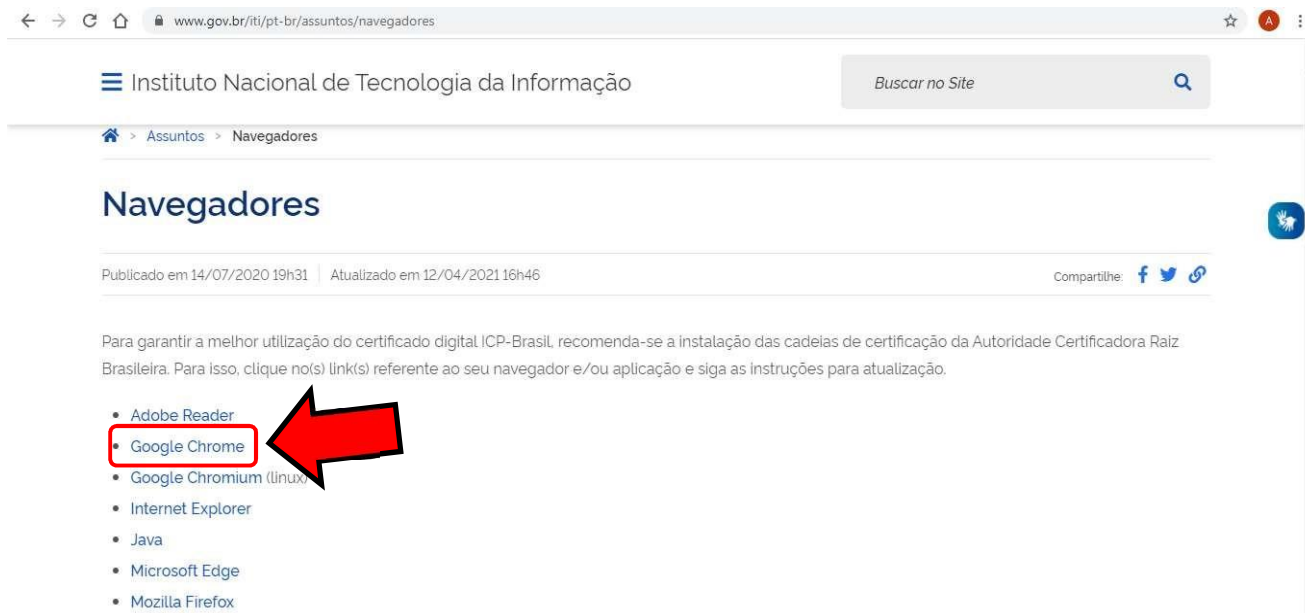 www.gov.br/iti/pt-br/assuntos/navegadores
A
Instituto Nacional de Tecnologia da Informação
Buscar no Site
> Assuntos > Navegadores
Navegadores
Publicado em 14/07/2020 19h31 | Atualizado em 12/04/2021 16h46
Compartilhe:
Para garantir a melhor utilização do certificado digital ICP-Brasil, recomenda-se a instalação das cadeias de certificação da Autoridade Certificadora Raiz
Brasileira. Para isso, clique no(s) link(s) referente ao seu navegador e/ou aplicação e siga as instruções para atualização.
• Adobe Reader
• Google Chrome
• Google Chromium (linux)
• Internet Explorer
• Java
• Microsoft Edge
• Mozilla Firefox